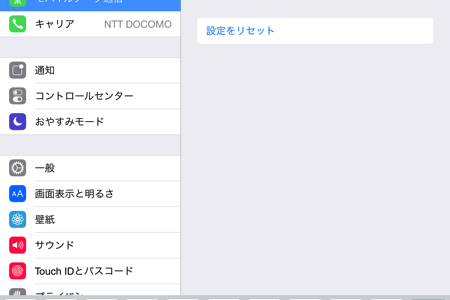 キャリア NTT DOCOMO
設定をリセット
通知
コントロールセンター
おやすみモード
一般
画面表示と明るさ
AA
壁紙
サウンド
Touch IDとパスコード